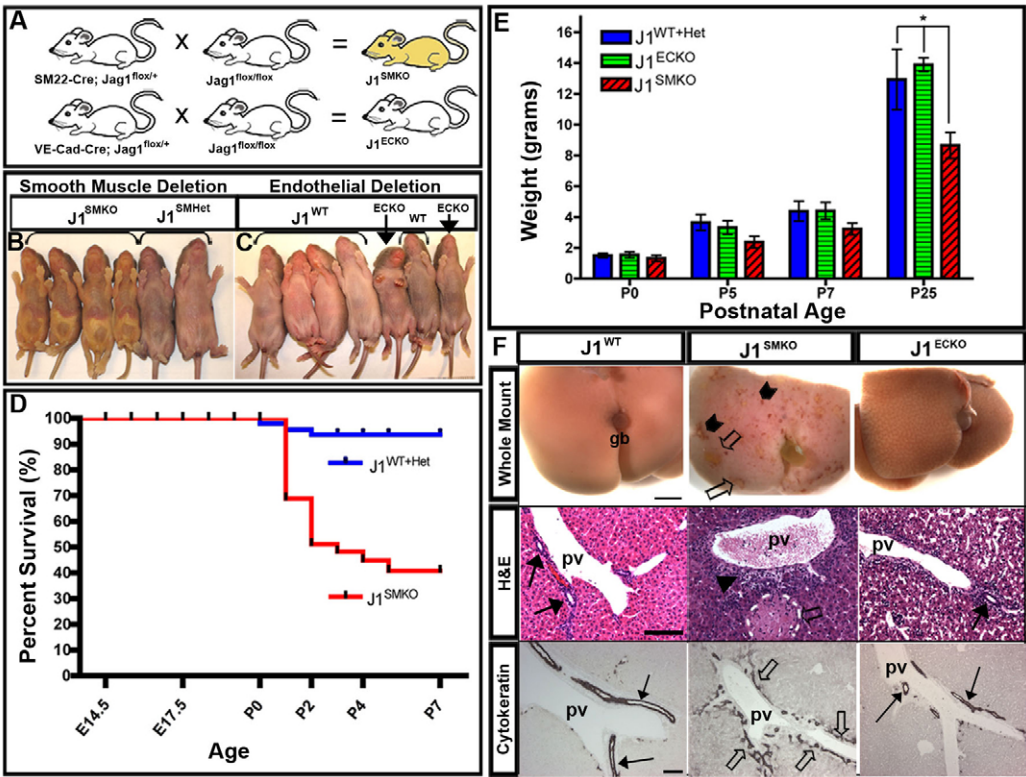 A
SM22-Cre; Jag1flox/+ X Jag1flox/flox = J1SMKO
VE-Cad-Cre; Jag1flox/+ X Jag1flox/flox = J1ECKO
Smooth Muscle Deletion Endothelial Deletion
J1SMKO J1SMHet J1WT ECKO WT ECKO
B C
D
Percent Survival (%)
100
90
80
70
60
50
40
30
20
10
0
J1WT+Het
J1SMKO
E14.5 E17.5 P0 P2 P4 P7
Age
E
Weight (grams)
16
14
12
10
8
6
4
2
0
J1WT+Het
J1ECKO
J1SMKO
*
P0 P5 P7 P25
Postnatal Age
F
J1WT J1SMKO J1ECKO
Whole Mount
gb
H&E
pv pv pv
Cytokeratin
pv pv pv